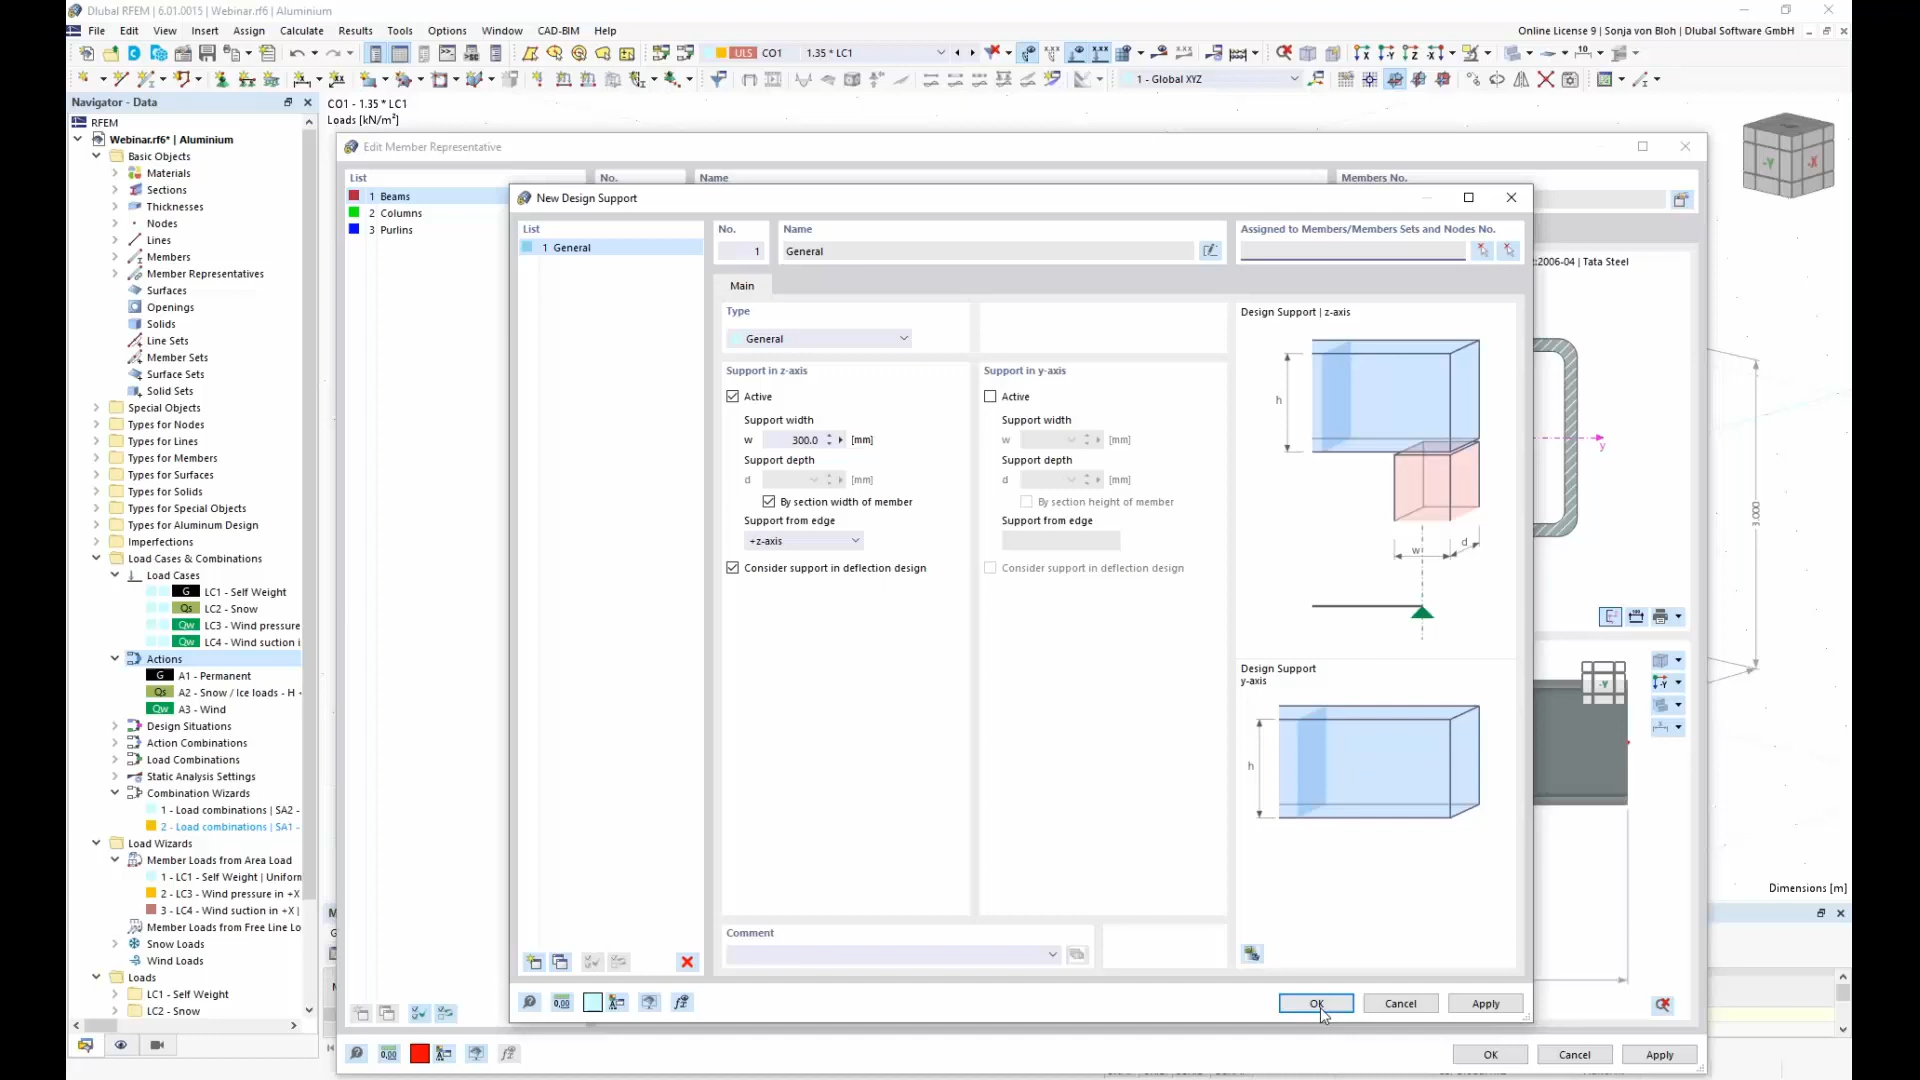 Dlubal RFEM | 6.01.0015 | Webinar.rf6 | Aluminium
File Edit View Insert Assign Calculate Results Tools Options Window CAD-BIM Help
Online License 9 | Sonja von Bloh | Dlubal Software GmbH
ULS CO1 1.35 * LC1
1 - Global XYZ
Navigator - Data
RFEM
Webinar.rf6* | Aluminium
Basic Objects
Materials
Sections
Thicknesses
Nodes
Lines
Members
Member Representatives
Surfaces
Openings
Solids
Line Sets
Member Sets
Surface Sets
Solid Sets
Special Objects
Types for Nodes
Types for Lines
Types for Members
Types for Surfaces
Types for Solids
Types for Special Objects
Types for Aluminum Design
Imperfections
Load Cases & Combinations
Load Cases
G LC1 - Self Weight
Qs LC2 - Snow
Qw LC3 - Wind pressure
Qw LC4 - Wind suction i
Actions
G A1 - Permanent
Qs A2 - Snow / Ice loads - H
Qw A3 - Wind
Design Situations
Action Combinations
Load Combinations
Static Analysis Settings
Combination Wizards
1 - Load combinations | SA2 -
2 - Load combinations | SA1 -
Load Wizards
Member Loads from Area Load
1 - LC1 - Self Weight | Uniforn
2 - LC3 - Wind pressure in +X
3 - LC4 - Wind suction in +X |
Member Loads from Free Line Lo
Snow Loads
Wind Loads
Loads
LC1 - Self Weight
LC2 - Snow
CO1 - 1.35 * LC1
Loads [kN/m²]
Edit Member Representative
List
No.
Name
Members No.
1 Beams
2 Columns
3 Purlins
:2006-04 | Tata Steel
y
3.000
-Y
-X
-Y
Dimensions [m]
OK Cancel Apply
New Design Support
List
1 General
No.
1
Name
General
Assigned to Members/Members Sets and Nodes No.
Main
Type
General
Support in z-axis
Active
Support width
w 300.0 [mm]
Support depth
d [mm]
By section width of member
Support from edge
+z-axis
Consider support in deflection design
Support in y-axis
Active
Support width
w [mm]
Support depth
d [mm]
By section height of member
Support from edge
Consider support in deflection design
Design Support | z-axis
h
w
d
Design Support
y-axis
h
Comment
OK Cancel Apply